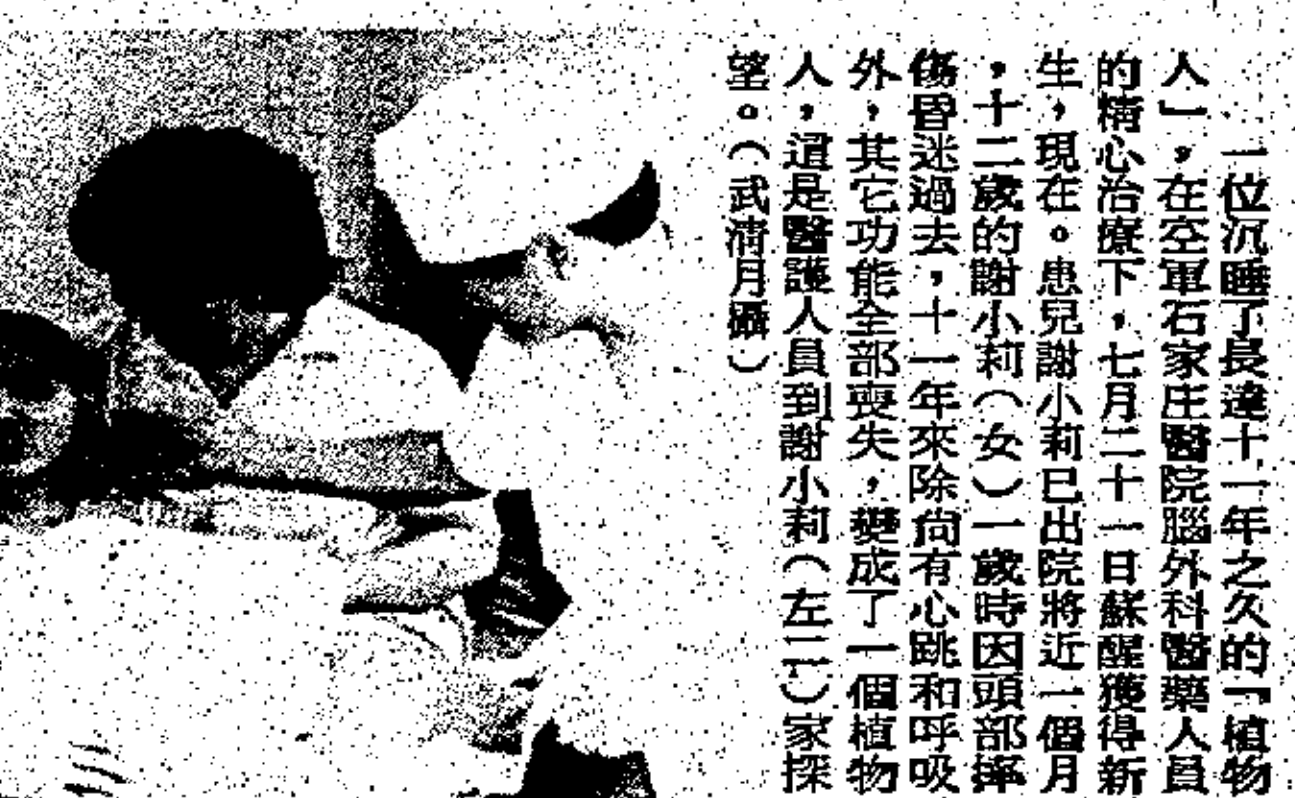 一位沉睡了長達十一年之久的「植物
人」，在空軍石家庄醫院腦外科醫藥人員
的精心治療下，七月二十一日蘇醒獲得新
生，現在。患兒謝小莉已出院將近一個月
，十二歲的謝小莉（女）一歲時因頭部摔
傷昏迷過去，十一年來除尚有心跳和呼吸
外，其它功能全部喪失，變成了一個植物
人，這是醫護人員到謝小莉（左二）家探
望。（武清月攝）